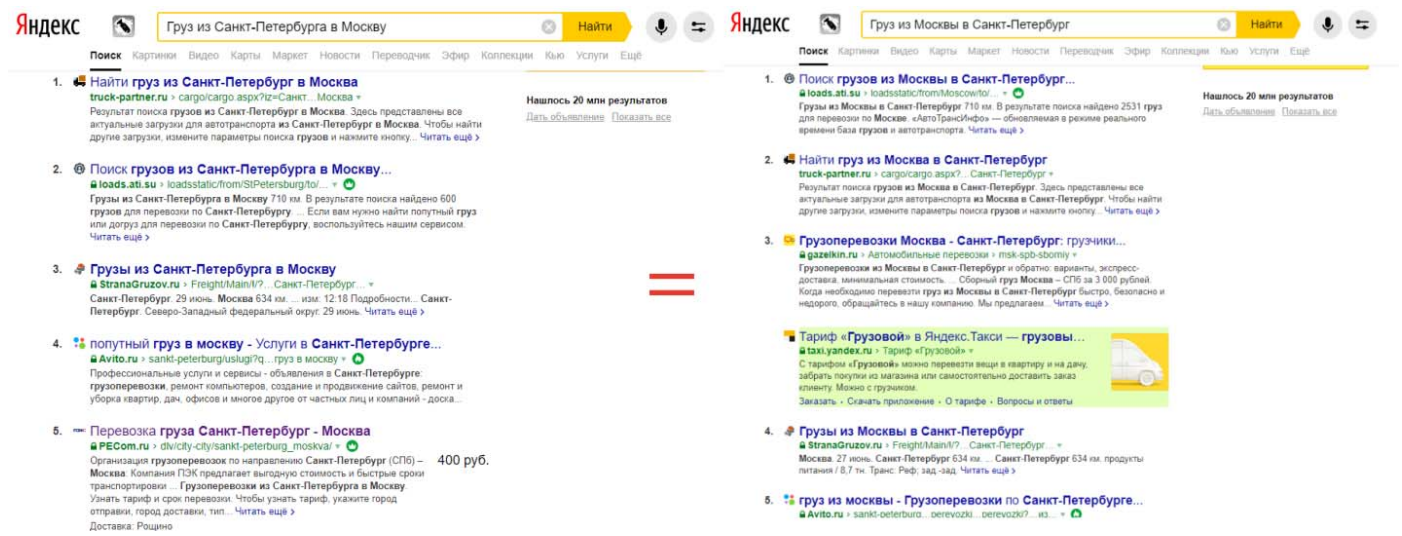 Яндекс
Груз из Санкт-Петербурга в Москву
Найти
Поиск Картинки Видео Карты Маркет Новости Переводчик Эфир Коллекции Кью Услуги Ещё
1. Найти груз из Санкт-Петербург в Москва
truck-partner.ru › cargo/cargo.aspx?iz=Санкт... Москва
Результат поиска грузов из Санкт-Петербург в Москва. Здесь представлены все
актуальные загрузки для автотранспорта из Санкт-Петербург в Москва. Чтобы найти
другие загрузки, измените параметры поиска грузов и нажмите кнопку... Читать ещё >
Нашлось 20 млн результатов
Дать объявление Показать все
2. Поиск грузов из Санкт-Петербурга в Москву...
loads.ati.su › loadsstatic/from/StPetersburg/to/...
Грузы из Санкт-Петербурга в Москву 710 км. В результате поиска найдено 600
грузов для перевозки по Санкт-Петербургу. ... Если вам нужно найти попутный груз
или догруз для перевозки по Санкт-Петербургу, воспользуйтесь нашим сервисом.
Читать ещё >
3. Грузы из Санкт-Петербурга в Москву
StranaGruzov.ru › Freight/Main/I/?...Санкт-Петербург...
Санкт-Петербург. 29 июнь. Москва 634 км. ... изм: 12:18 Подробности... Санкт-
Петербург. Северо-Западный федеральный округ. 29 июнь. Читать ещё >
4. попутный груз в москву - Услуги в Санкт-Петербурге...
Avito.ru › sankt-peterburg/uslugi?q...груз в москву
Профессиональные услуги и сервисы - объявления в Санкт-Петербурге:
грузоперевозки, ремонт компьютеров, создание и продвижение сайтов, ремонт и
уборка квартир, дач, офисов и многое другое от частных лиц и компаний - доска...
5. Перевозка груза Санкт-Петербург - Москва
PECom.ru › dlv/city-city/sankt-peterburg_moskva/
Организация грузоперевозок по направлению Санкт-Петербург (СПб) – 400 руб.
Москва: Компания ПЭК предлагает выгодную стоимость и быстрые сроки
транспортировки ... Грузоперевозки из Санкт-Петербурга в Москву.
Узнать тариф и срок перевозки. Чтобы узнать тариф, укажите город
отправки, город доставки, тип... Читать ещё >
Доставка: Рощино
=
Яндекс
Груз из Москвы в Санкт-Петербург
Найти
Поиск Картинки Видео Карты Маркет Новости Переводчик Эфир Коллекции Кью Услуги Ещё
1. Поиск грузов из Москвы в Санкт-Петербург...
loads.ati.su › loadsstatic/from/Moscow/to/...
Грузы из Москвы в Санкт-Петербург 710 км. В результате поиска найдено 2531 груз
для перевозки по Москве. «АвтоТрансИнфо» — обновляемая в режиме реального
времени база грузов и автотранспорта. Читать ещё >
Нашлось 20 млн результатов
Дать объявление Показать все
2. Найти груз из Москва в Санкт-Петербург
truck-partner.ru › cargo/cargo.aspx?...Санкт-Петербург
Результат поиска грузов из Москва в Санкт-Петербург. Здесь представлены все
актуальные загрузки для автотранспорта из Москва в Санкт-Петербург. Чтобы найти
другие загрузки, измените параметры поиска грузов и нажмите кнопку... Читать ещё >
3. Грузоперевозки Москва - Санкт-Петербург: грузчики...
gazelkin.ru › Автомобильные перевозки › msk-spb-sborniy
Грузоперевозки из Москвы в Санкт-Петербург и обратно: варианты, экспресс-
доставка, минимальная стоимость. ... Сборный груз Москва – СПб за 3 000 рублей.
Когда необходимо перевезти груз из Москвы в Санкт-Петербург быстро, безопасно и
недорого, обращайтесь в нашу компанию. Мы предлагаем... Читать ещё >
Тариф «Грузовой» в Яндекс.Такси — грузовы...
taxi.yandex.ru › Тариф «Грузовой»
С тарифом «Грузовой» можно перевезти вещи в квартиру и на дачу,
забрать покупки из магазина или самостоятельно доставить заказ
клиенту. Можно с грузчиком.
Заказать · Скачать приложение · О тарифе · Вопросы и ответы
4. Грузы из Москвы в Санкт-Петербург
StranaGruzov.ru › Freight/Main/I/?...Санкт-Петербург...
Москва. 27 июнь. Санкт-Петербург 634 км. ... Санкт-Петербург 634 км. продукты
питания / 8,7 тн. Транс: Реф; зад.-зад. Читать ещё >
5. груз из москвы - Грузоперевозки по Санкт-Петербурге...
Avito.ru › sankt-peterburg...perevozki...perevozki?...из...